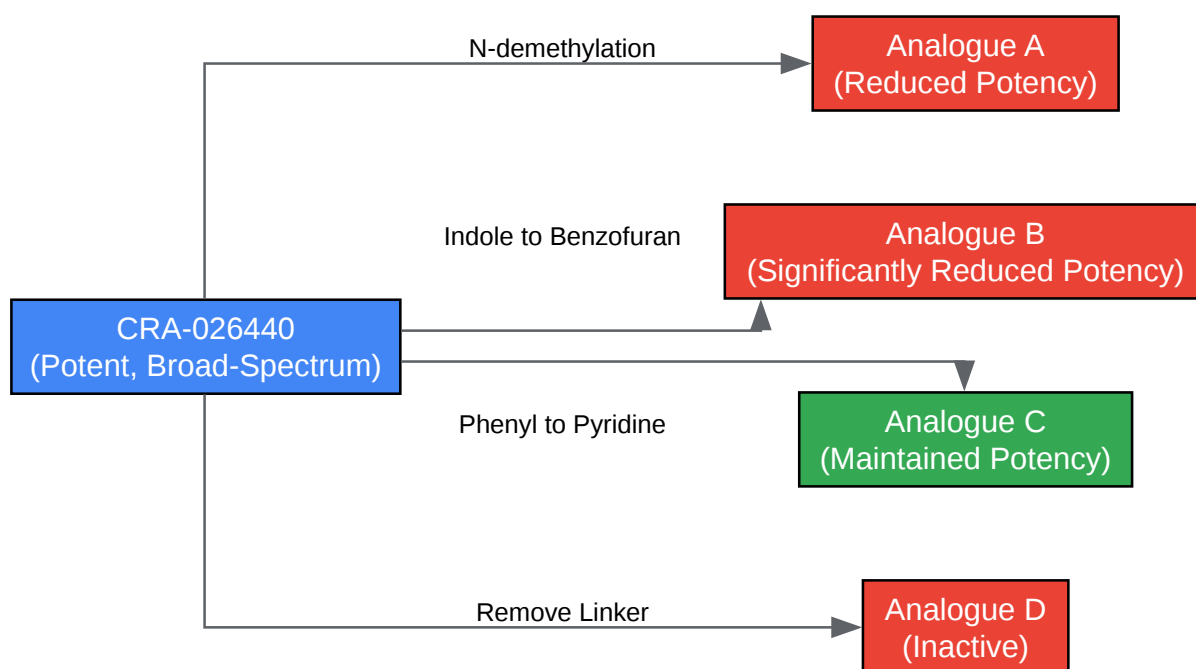 N-demethylation
Analogue A
(Reduced Potency)
Indole to Benzofuran
Analogue B
(Significantly Reduced Potency)
CRA-026440
(Potent, Broad-Spectrum)
Phenyl to Pyridine
Analogue C
(Maintained Potency)
Remove Linker
Analogue D
(Inactive)